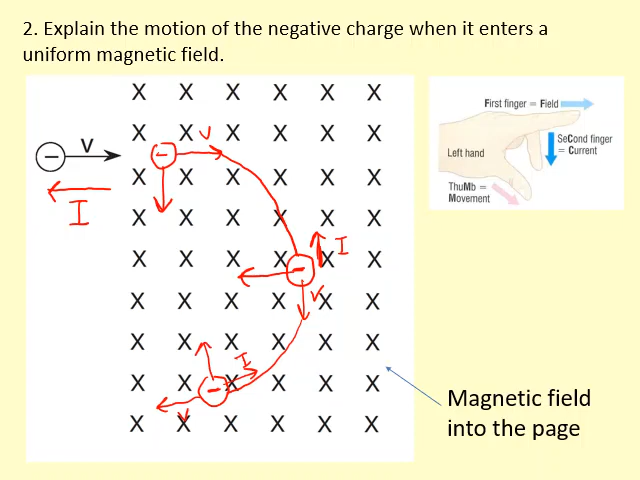 2. Explain the motion of the negative charge when it enters a
uniform magnetic field.
X X X X X X
First finger = Field
V
X X X X X X
V
SeCond finger
= Current
Left hand
X X X X X X
ThuMb =
Movement
I
X X X X X X
I
X X X X X X
V
X X X X X X
X X X X X X
I
X X X X X X
Magnetic field
into the page
V
X X X X X X